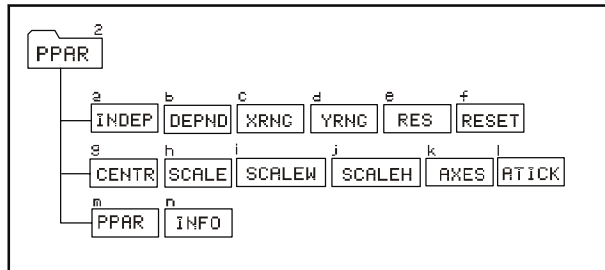 2
PPAR
a b c d e f
INDEP DEPND XRNG YRNG RES RESET
g h i j k l
CENTR SCALE SCALEW SCALEH AXES ATICK
m n
PPAR INFO